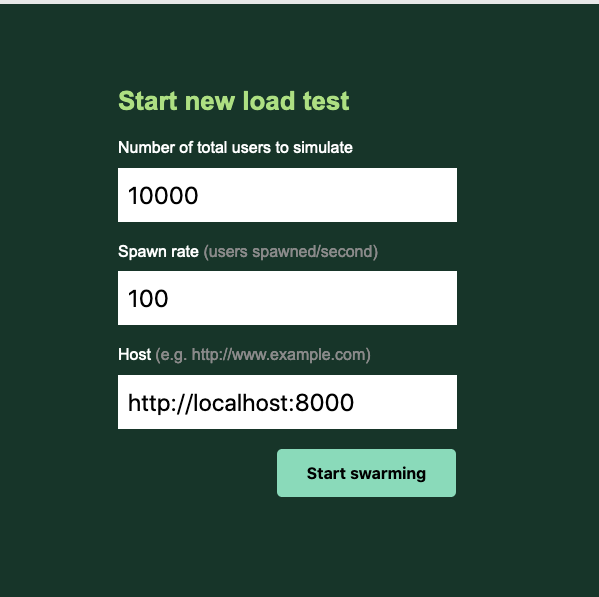 Start new load test
Number of total users to simulate
10000
Spawn rate (users spawned/second)
100
Host (e.g. http://www.example.com)
http://localhost:8000
Start swarming